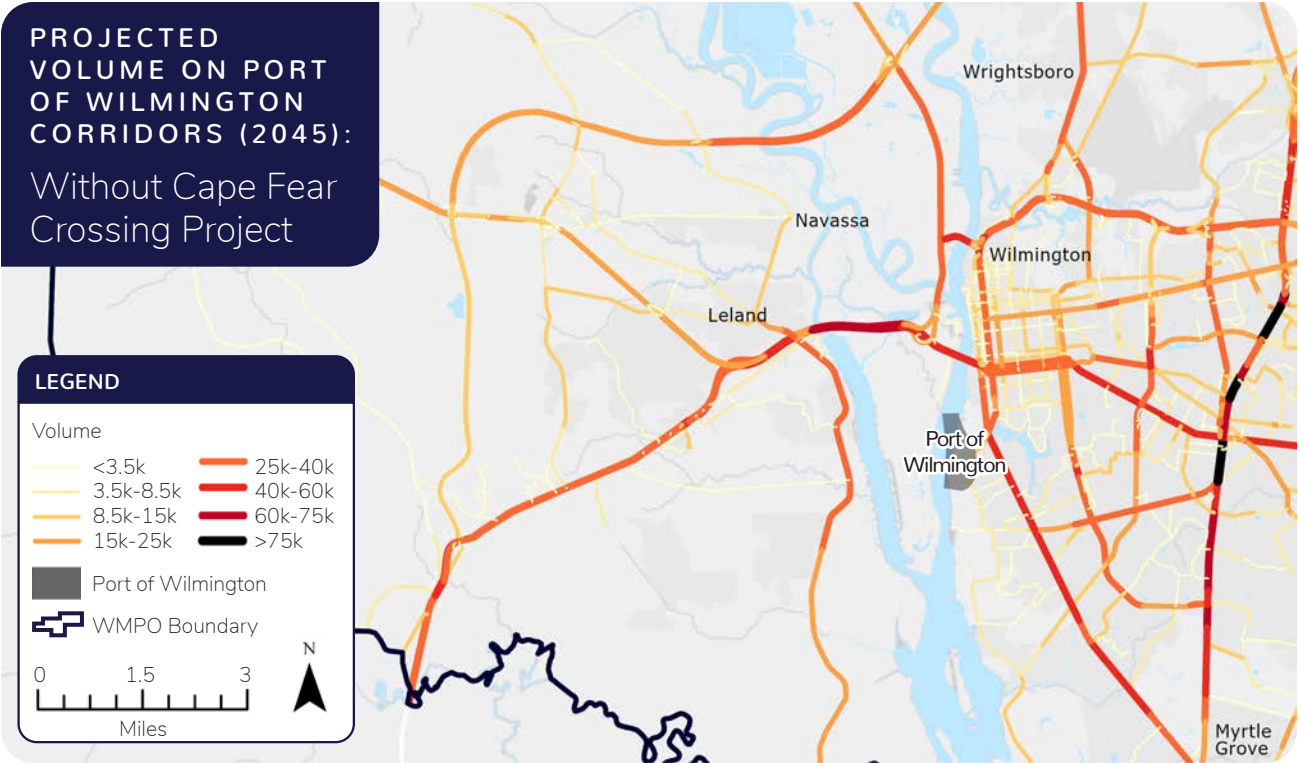 PROJECTED
VOLUME ON PORT
OF WILMINGTON
CORRIDORS (2045):
Without Cape Fear
Crossing Project
Wrightsboro
Navassa
Wilmington
Leland
Port of
Wilmington
Myrtle
Grove
LEGEND
Volume
<3.5k 25k-40k
3.5k-8.5k 40k-60k
8.5k-15k 60k-75k
15k-25k >75k
Port of Wilmington
WMPO Boundary
N
0 1.5 3
Miles